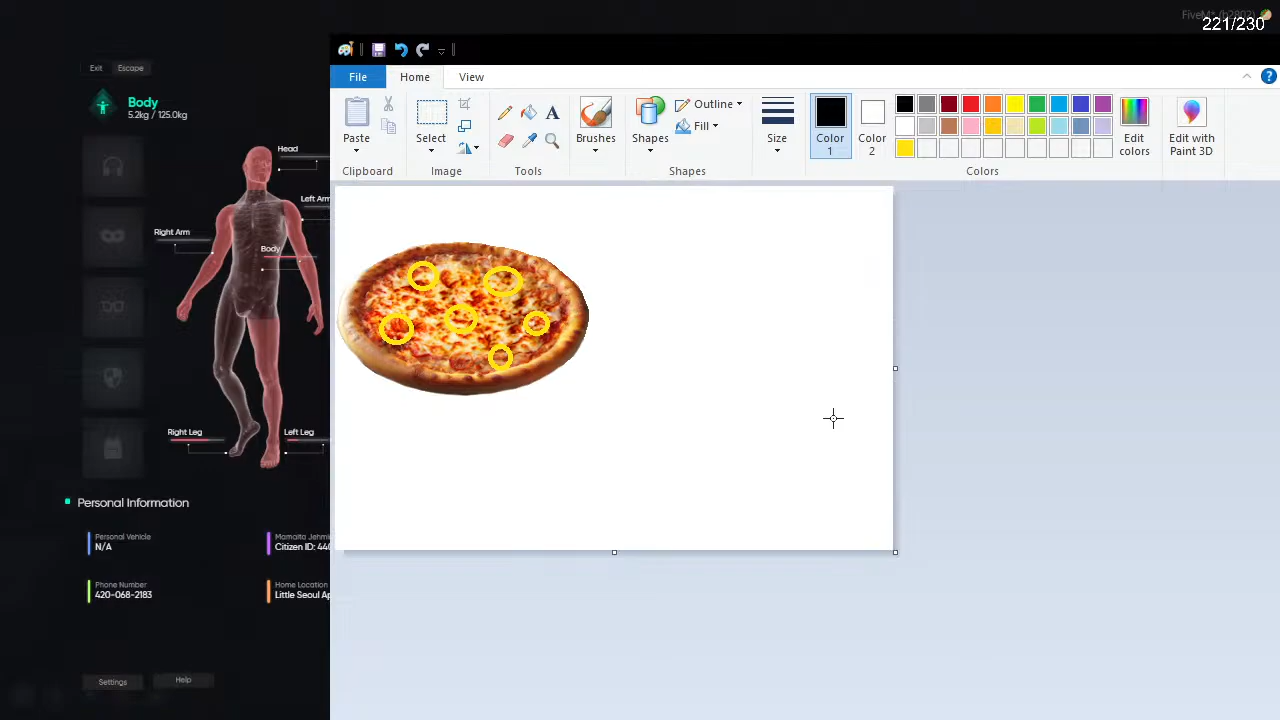 FiveM* (b2802)
221/230
Exit
Escape
Body
5.2kg / 125.0kg
Head
Left Arm
Right Arm
Body
Right Leg
Left Leg
Personal Information
Personal Vehicle
N/A
Citizen ID: 440
Phone Number
420-068-2183
Home Location
Little Seoul Ap
Settings
Help
File
Home
View
Paste
Clipboard
Select
Image
Tools
Brushes
Shapes
Outline
Fill
Shapes
Size
Color
1
Color
2
Edit
colors
Colors
Edit with
Paint 3D